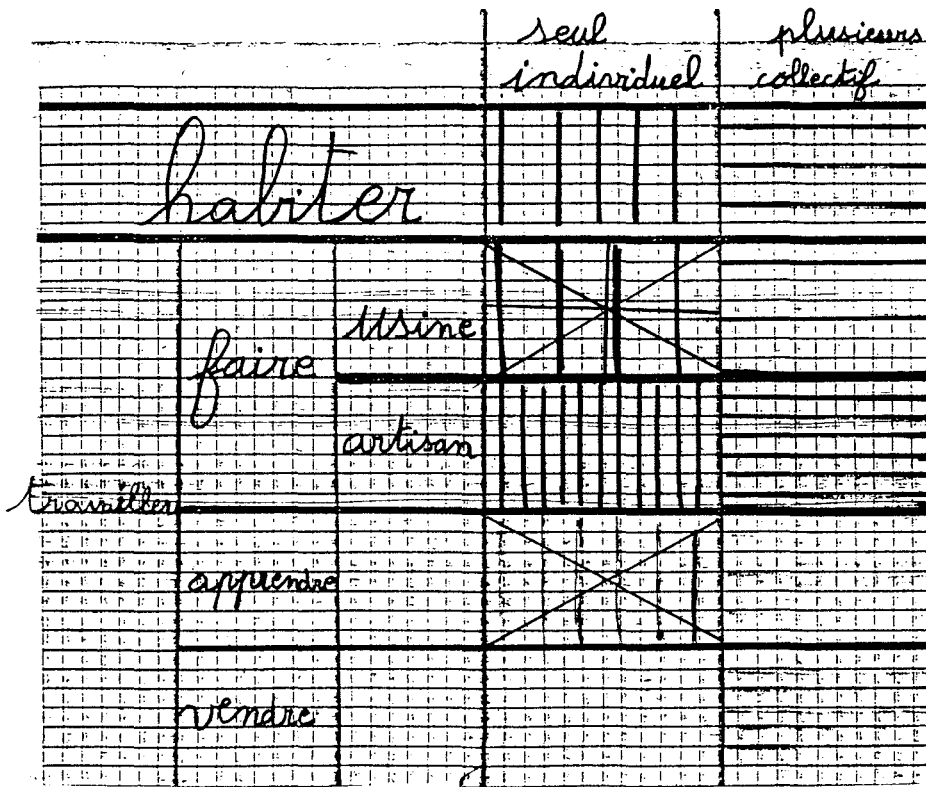 seul plusieurs
individuel collectif
habiter
usine
faire
artisan
travailler
apprendre
vendre